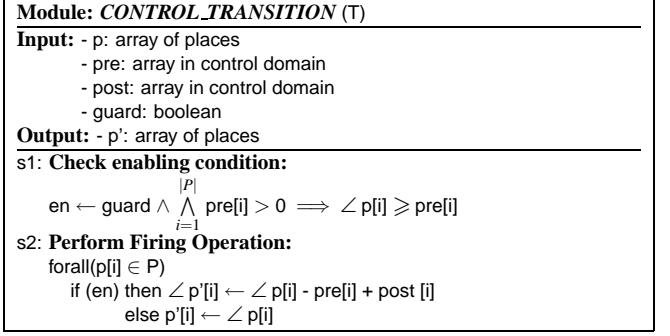 Module: CONTROL_TRANSITION (T)
Input: - p: array of places
- pre: array in control domain
- post: array in control domain
- guard: boolean
Output: - p': array of places
s1: Check enabling condition:
en ← guard ∧ ⋀_{i=1}^{|P|} pre[i] > 0 ⟹ ∠ p[i] ⩾ pre[i]
s2: Perform Firing Operation:
forall(p[i] ∈ P)
if (en) then ∠ p'[i] ← ∠ p[i] - pre[i] + post [i]
else p'[i] ← ∠ p[i]